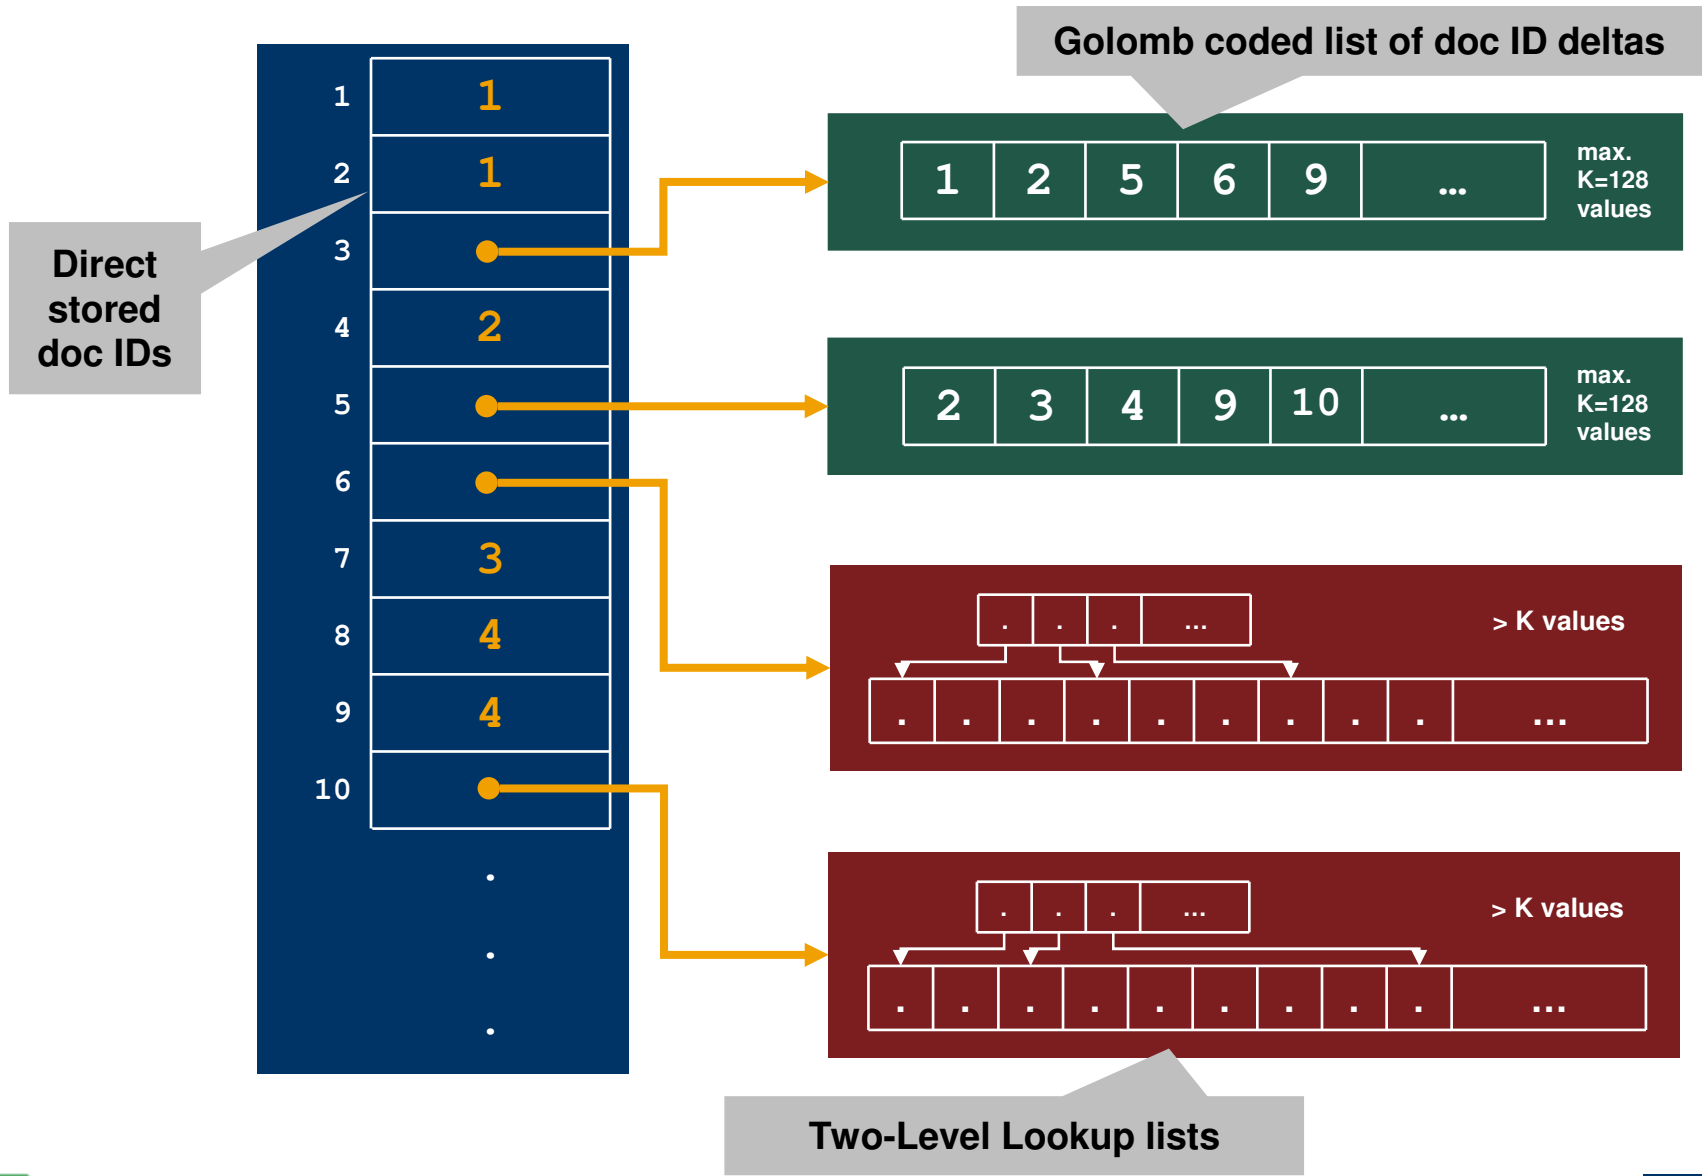 Golomb coded list of doc ID deltas
1 1
2 1
3
4 2
5
6
7 3
8 4
9 4
10
.
.
.
Direct
stored
doc IDs
1 2 5 6 9 ...
max.
K=128
values
2 3 4 9 10 ...
max.
K=128
values
. . . ...
> K values
. . . . . . . . . ...
. . . ...
> K values
. . . . . . . . . ...
Two-Level Lookup lists